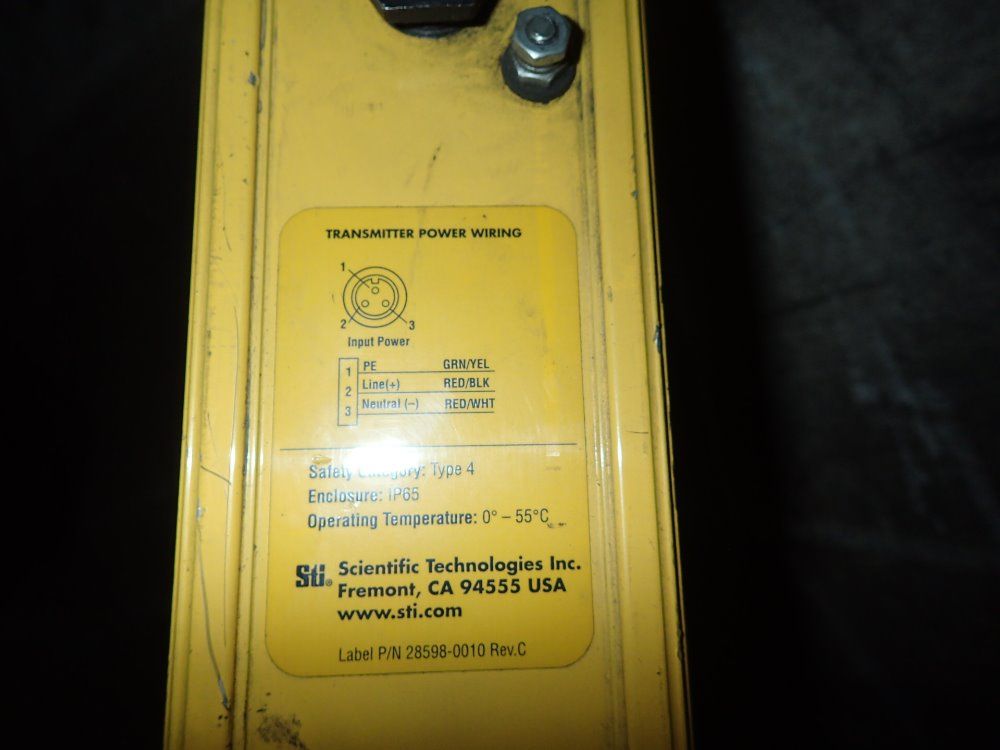 TRANSMITTER POWER WIRING
1
2
3
Input Power
1 PE GRN/YEL
2 Line(+) RED/BLK
3 Neutral (–) RED/WHT
Safety Category: Type 4
Enclosure: IP65
Operating Temperature: 0° – 55°C
Sti® Scientific Technologies Inc.
Fremont, CA 94555 USA
www.sti.com
Label P/N 28598-0010 Rev.C